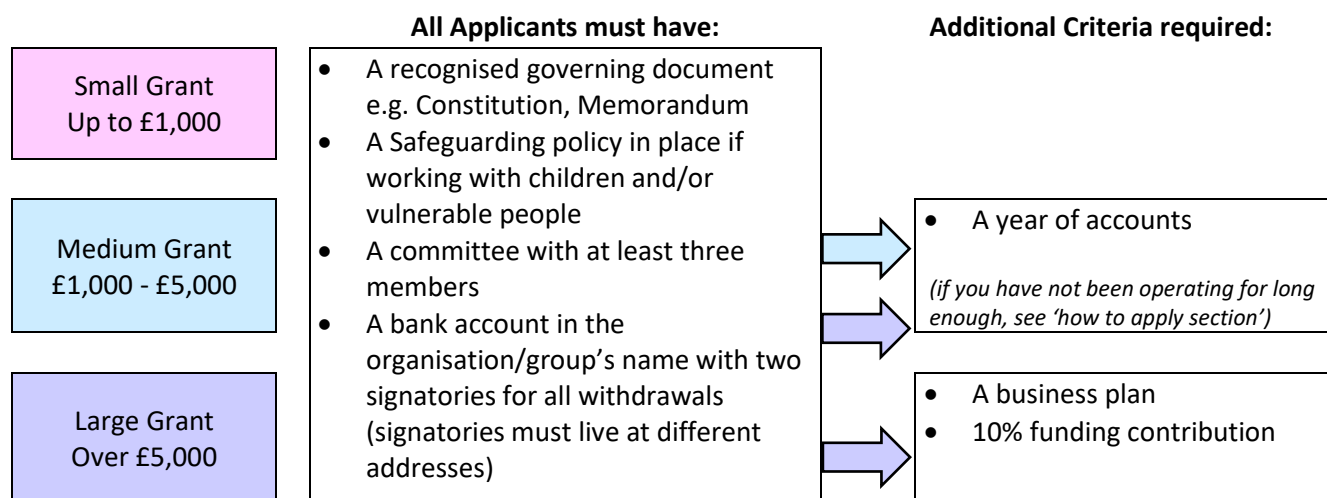 All Applicants must have:
Additional Criteria required:
Small Grant
Up to £1,000
Medium Grant
£1,000 - £5,000
Large Grant
Over £5,000
• A recognised governing document
e.g. Constitution, Memorandum
• A Safeguarding policy in place if
working with children and/or
vulnerable people
• A committee with at least three
members
• A bank account in the
organisation/group’s name with two
signatories for all withdrawals
(signatories must live at different
addresses)
• A year of accounts
(if you have not been operating for long
enough, see ‘how to apply section’)
• A business plan
• 10% funding contribution